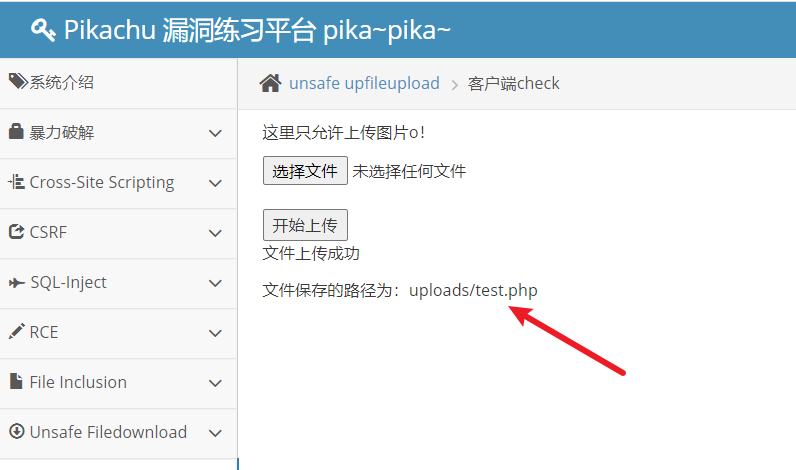 Pikachu 漏洞练习平台 pika~pika~
系统介绍
暴力破解
Cross-Site Scripting
CSRF
SQL-Inject
RCE
File Inclusion
Unsafe Filedownload
unsafe upfileupload > 客户端check
这里只允许上传图片o！
选择文件 未选择任何文件
开始上传
文件上传成功
文件保存的路径为：uploads/test.php